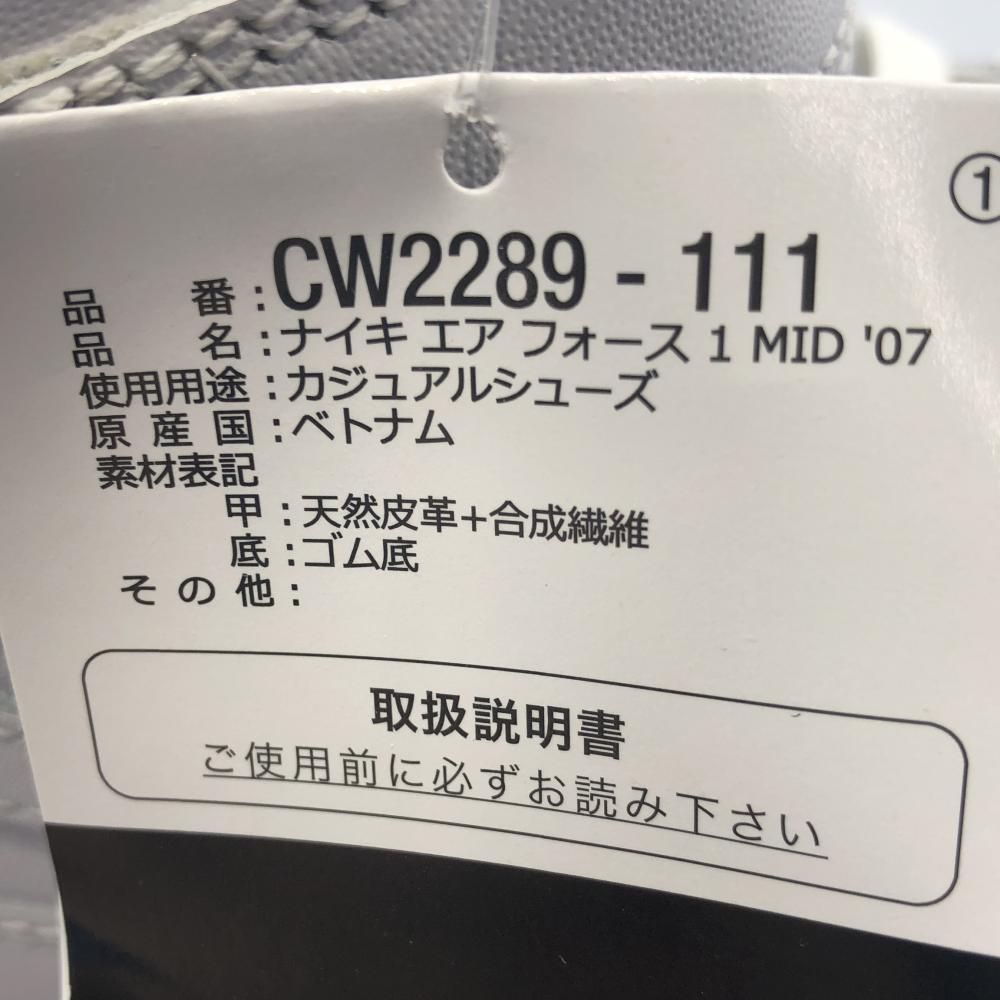 ①
品番:CW2289-111
品名:ナイキ エア フォース 1 MID '07
使用用途:カジュアルシューズ
原産国:ベトナム
素材表記
甲:天然皮革+合成繊維
底:ゴム底
その他:
取扱説明書
ご使用前に必ずお読み下さい